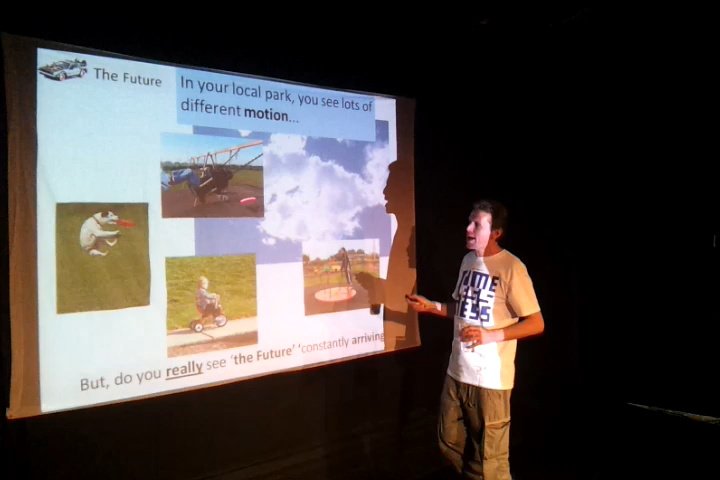 The Future
In your local park, you see lots of
different motion...
But, do you really see ‘the Future’ ‘constantly arriving